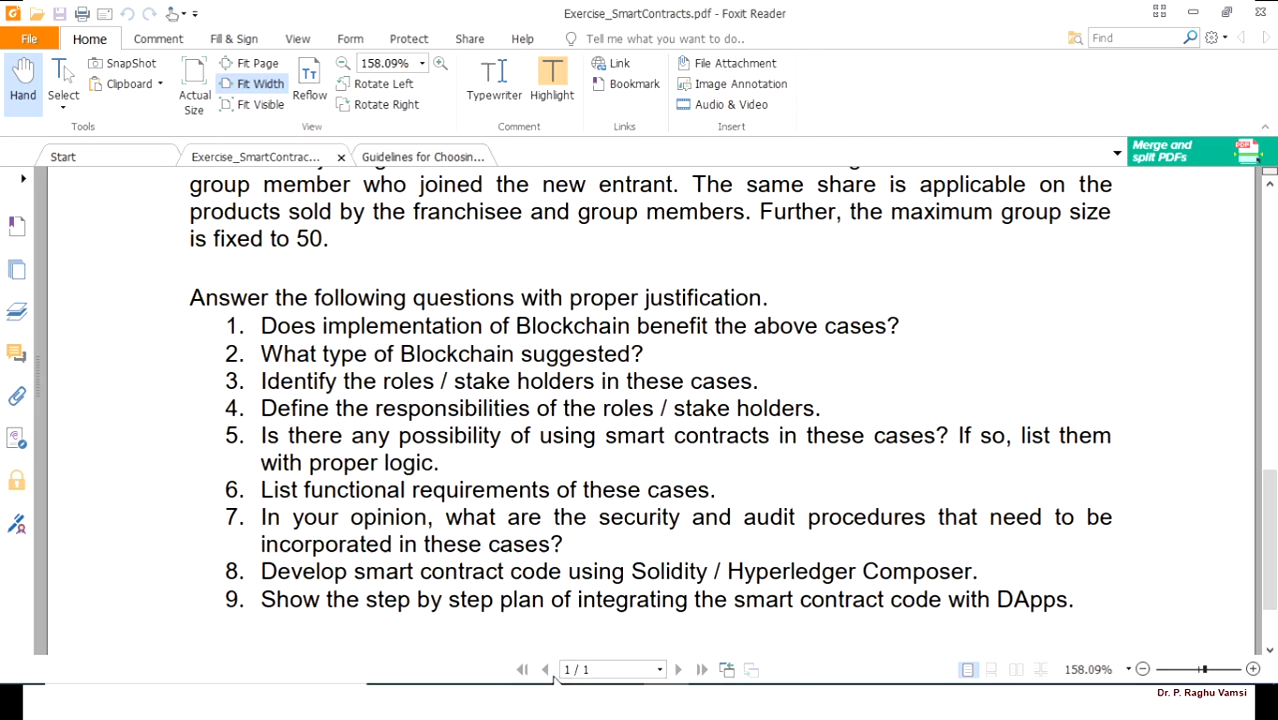 Exercise_SmartContracts.pdf - Foxit Reader
File Home Comment Fill & Sign View Form Protect Share Help Tell me what you want to do.. Find
SnapShot Fit Page 158.09% Link File Attachment
Clipboard Fit Width Rotate Left Bookmark Image Annotation
Hand Select Actual Size Fit Visible Reflow Rotate Right Typewriter Highlight Audio & Video
Tools View Comment Links Insert
Start Exercise_SmartContrac... Guidelines for Choosin... Merge and split PDFs
group member who joined the new entrant. The same share is applicable on the
products sold by the franchisee and group members. Further, the maximum group size
is fixed to 50.
Answer the following questions with proper justification.
1. Does implementation of Blockchain benefit the above cases?
2. What type of Blockchain suggested?
3. Identify the roles / stake holders in these cases.
4. Define the responsibilities of the roles / stake holders.
5. Is there any possibility of using smart contracts in these cases? If so, list them
with proper logic.
6. List functional requirements of these cases.
7. In your opinion, what are the security and audit procedures that need to be
incorporated in these cases?
8. Develop smart contract code using Solidity / Hyperledger Composer.
9. Show the step by step plan of integrating the smart contract code with DApps.
1 / 1 158.09%
Dr. P. Raghu Vamsi